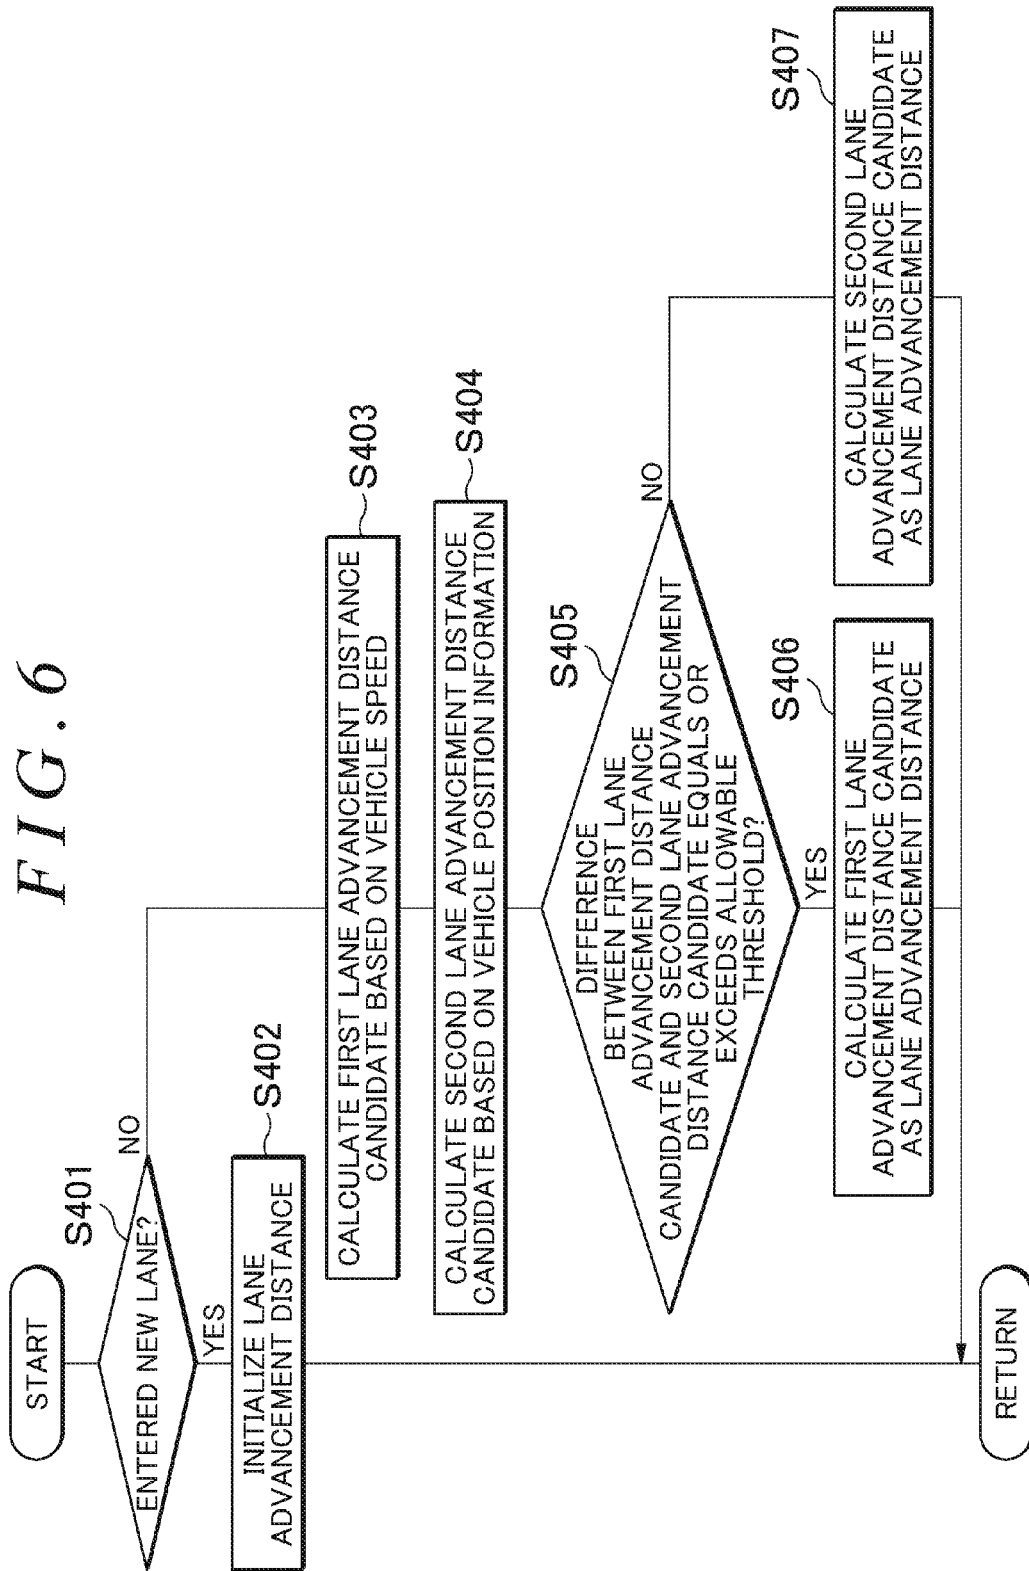 FIG. 6
START
S401
ENTERED NEW LANE?
NO
YES
S402
INITIALIZE LANE
ADVANCEMENT DISTANCE
S403
CALCULATE FIRST LANE ADVANCEMENT DISTANCE
CANDIDATE BASED ON VEHICLE SPEED
S404
CALCULATE SECOND LANE ADVANCEMENT DISTANCE
CANDIDATE BASED ON VEHICLE POSITION INFORMATION
S405
DIFFERENCE
BETWEEN FIRST LANE
ADVANCEMENT DISTANCE
CANDIDATE AND SECOND LANE ADVANCEMENT
DISTANCE CANDIDATE EQUALS OR
EXCEEDS ALLOWABLE
THRESHOLD?
NO
YES
S406
CALCULATE FIRST LANE
ADVANCEMENT DISTANCE CANDIDATE
AS LANE ADVANCEMENT DISTANCE
S407
CALCULATE SECOND LANE
ADVANCEMENT DISTANCE CANDIDATE
AS LANE ADVANCEMENT DISTANCE
RETURN